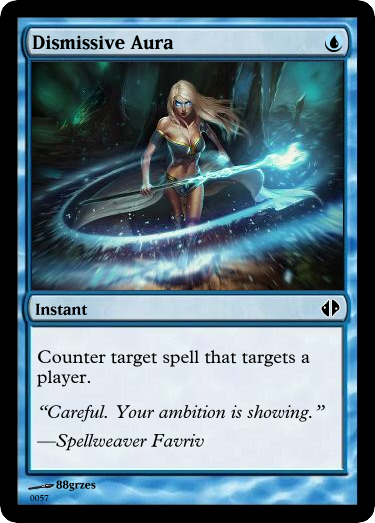 Dismissive Aura
Instant
Counter target spell that targets a
player.
“Careful. Your ambition is showing.”
—Spellweaver Favriv
88grzes
0057